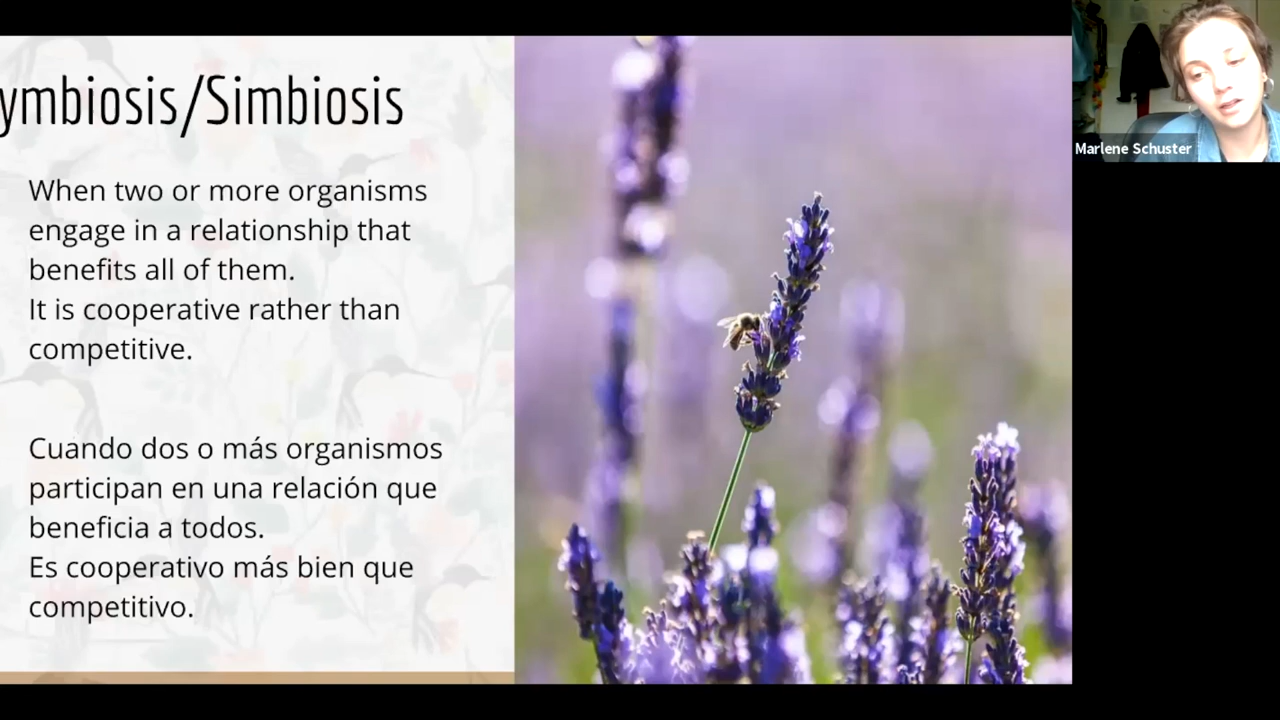 ymbiosis/Simbiosis
When two or more organisms
engage in a relationship that
benefits all of them.
It is cooperative rather than
competitive.
Cuando dos o más organismos
participan en una relación que
beneficia a todos.
Es cooperativo más bien que
competitivo.
Marlene Schuster